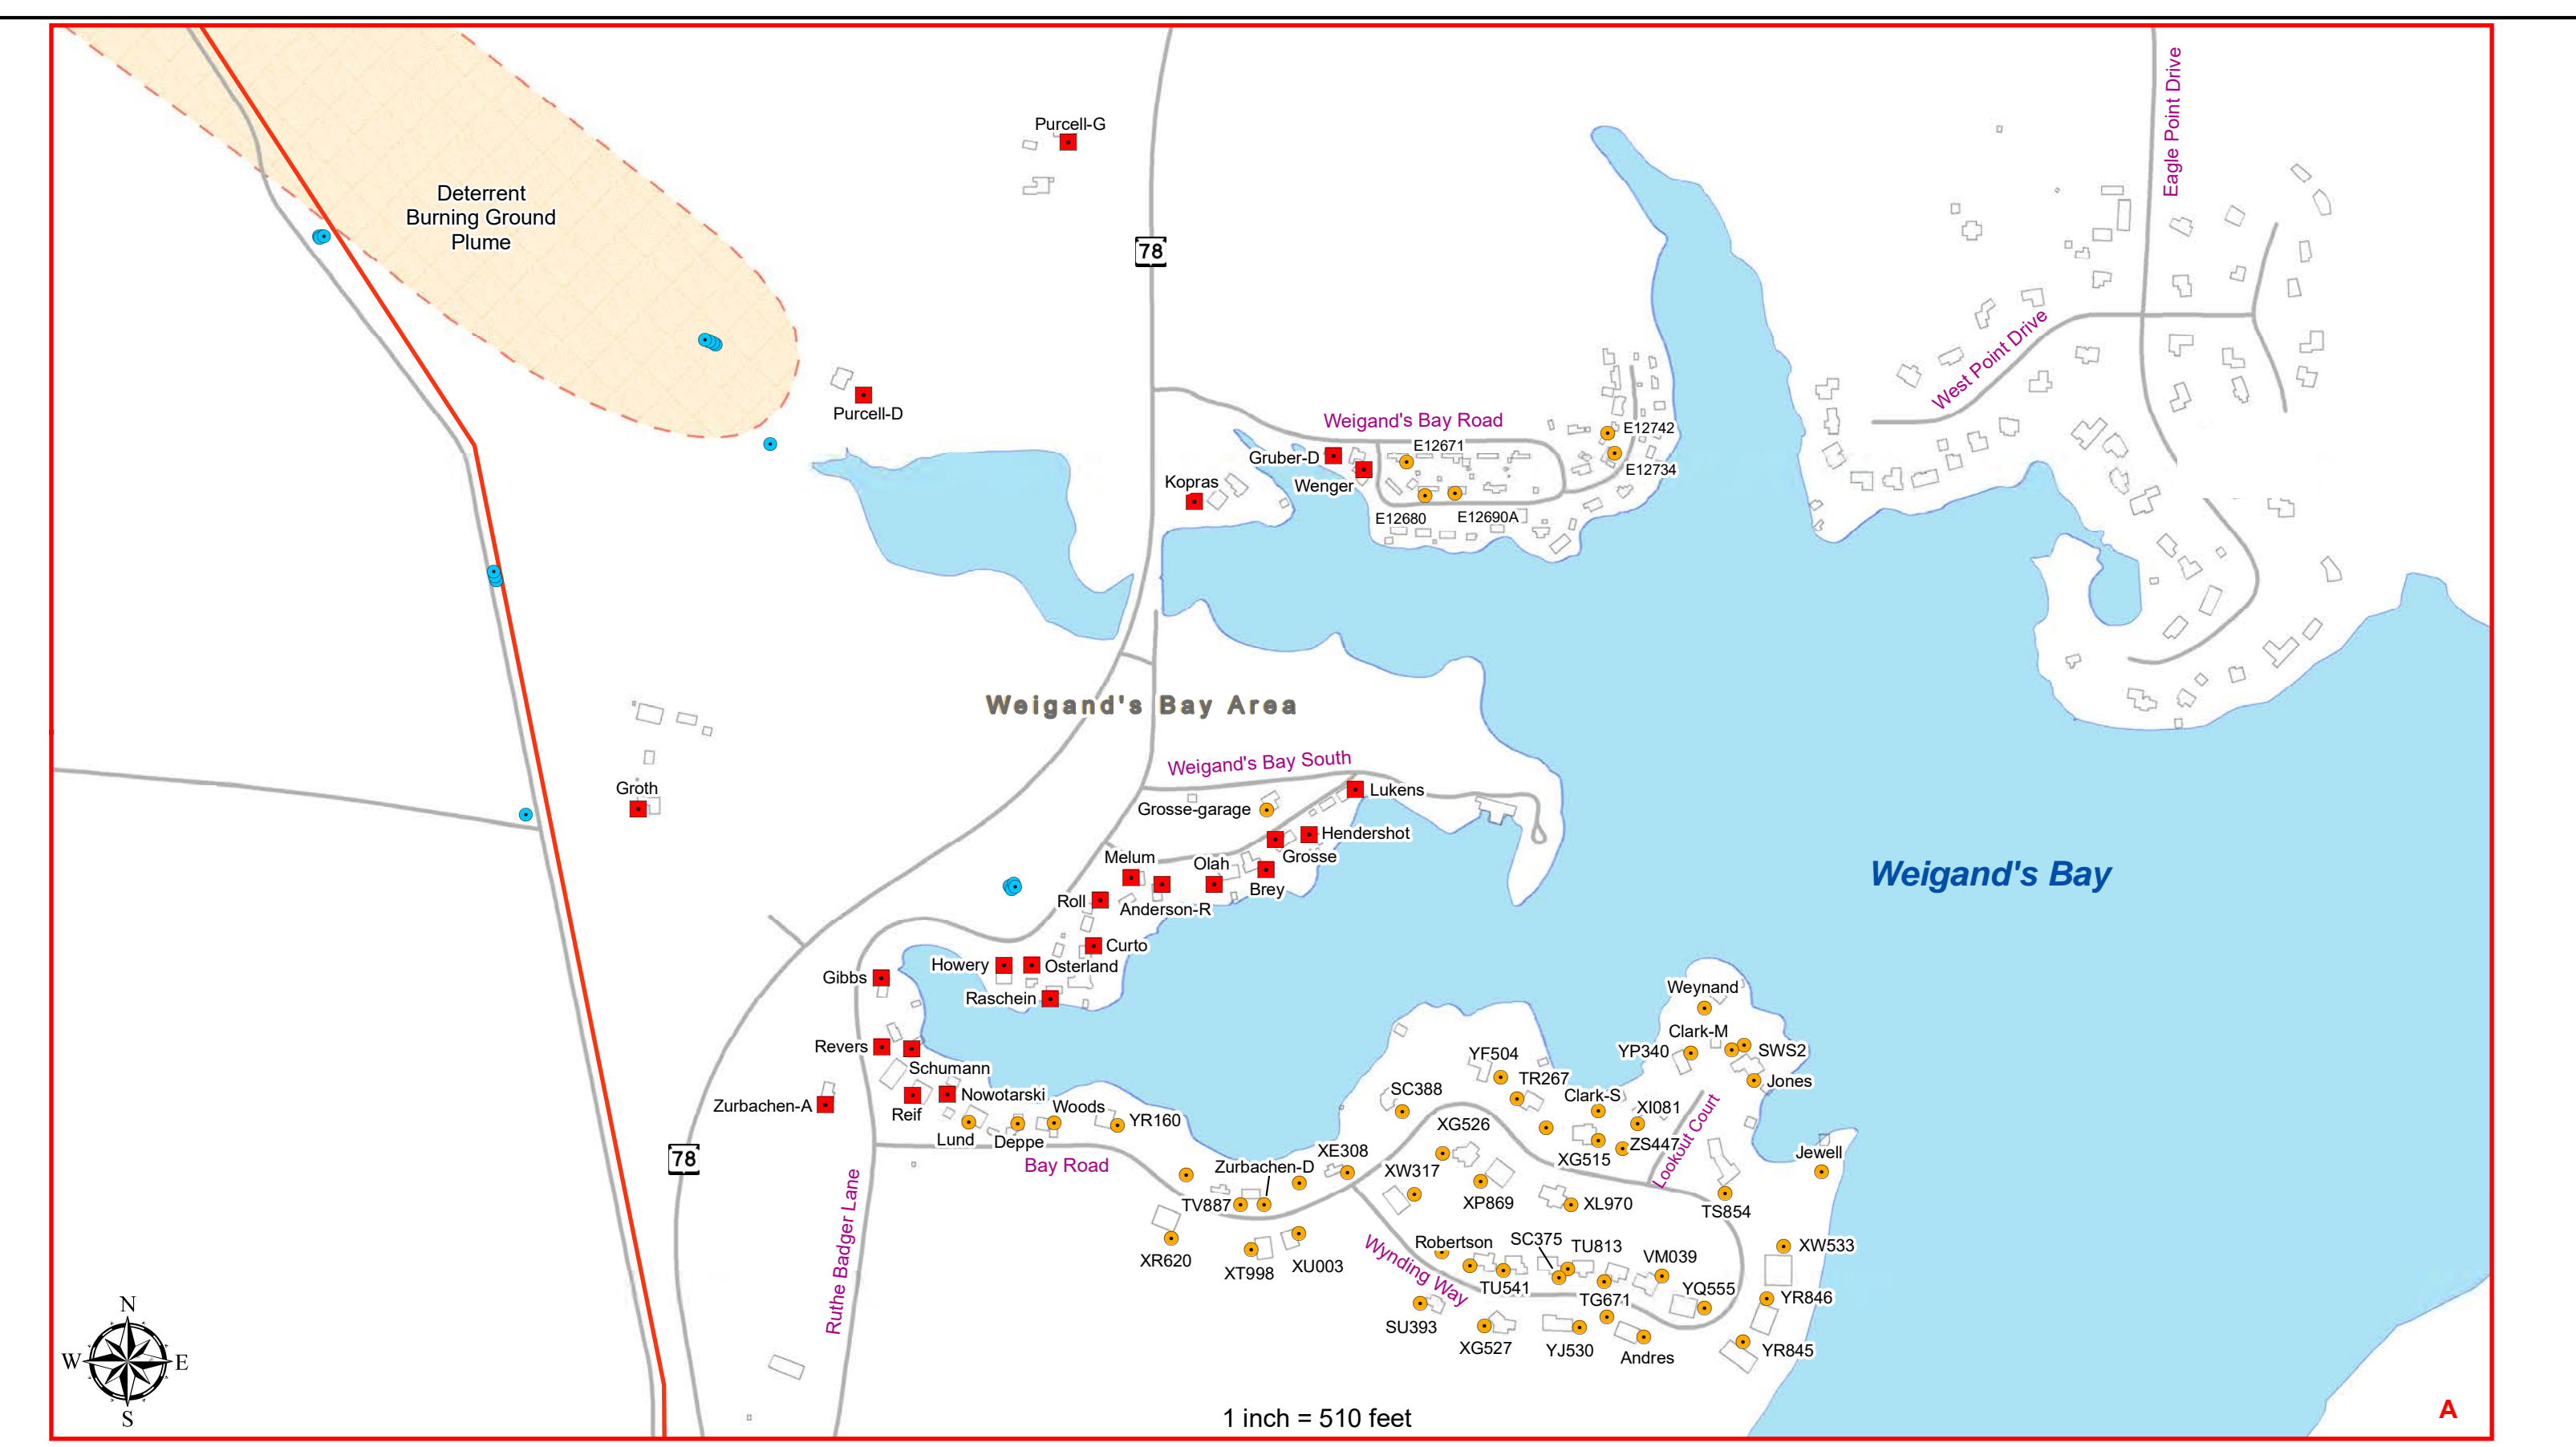 Eagle Point Drive
Purcell-G
Deterrent
Burning Ground
Plume
78
West Point Drive
Purcell-D
Weigand's Bay Road
E12742
E12671
Gruber-D
E12734
Kopras
Wenger
E12680
E12690A
Weigand's Bay Area
Weigand's Bay South
Groth
Lukens
Grosse-garage
Hendershot
Melum
Olah
Grosse
Weigand's Bay
Brey
Roll
Anderson-R
Curto
Howery
Osterland
Gibbs
Raschein
Weynand
Clark-M
Revers
YP340
SWS2
YF504
Schumann
TR267
Jones
SC388
Clark-S
Nowotarski
Zurbachen-A
Reif
Woods
XI081
YR160
XG526
Lund
Deppe
ZS447
Lookout Court
78
Bay Road
XE308
XG515
Jewell
Zurbachen-D
XW317
TV887
XP869
XL970
TS854
Ruthe Badger Lane
Robertson
SC375
TU813
XW533
Wynding Way
VM039
XR620
XU003
XT998
TU541
YQ555
TG671
YR846
SU393
XG527
YJ530
Andres
YR845
N
W
E
S
1 inch = 510 feet
A